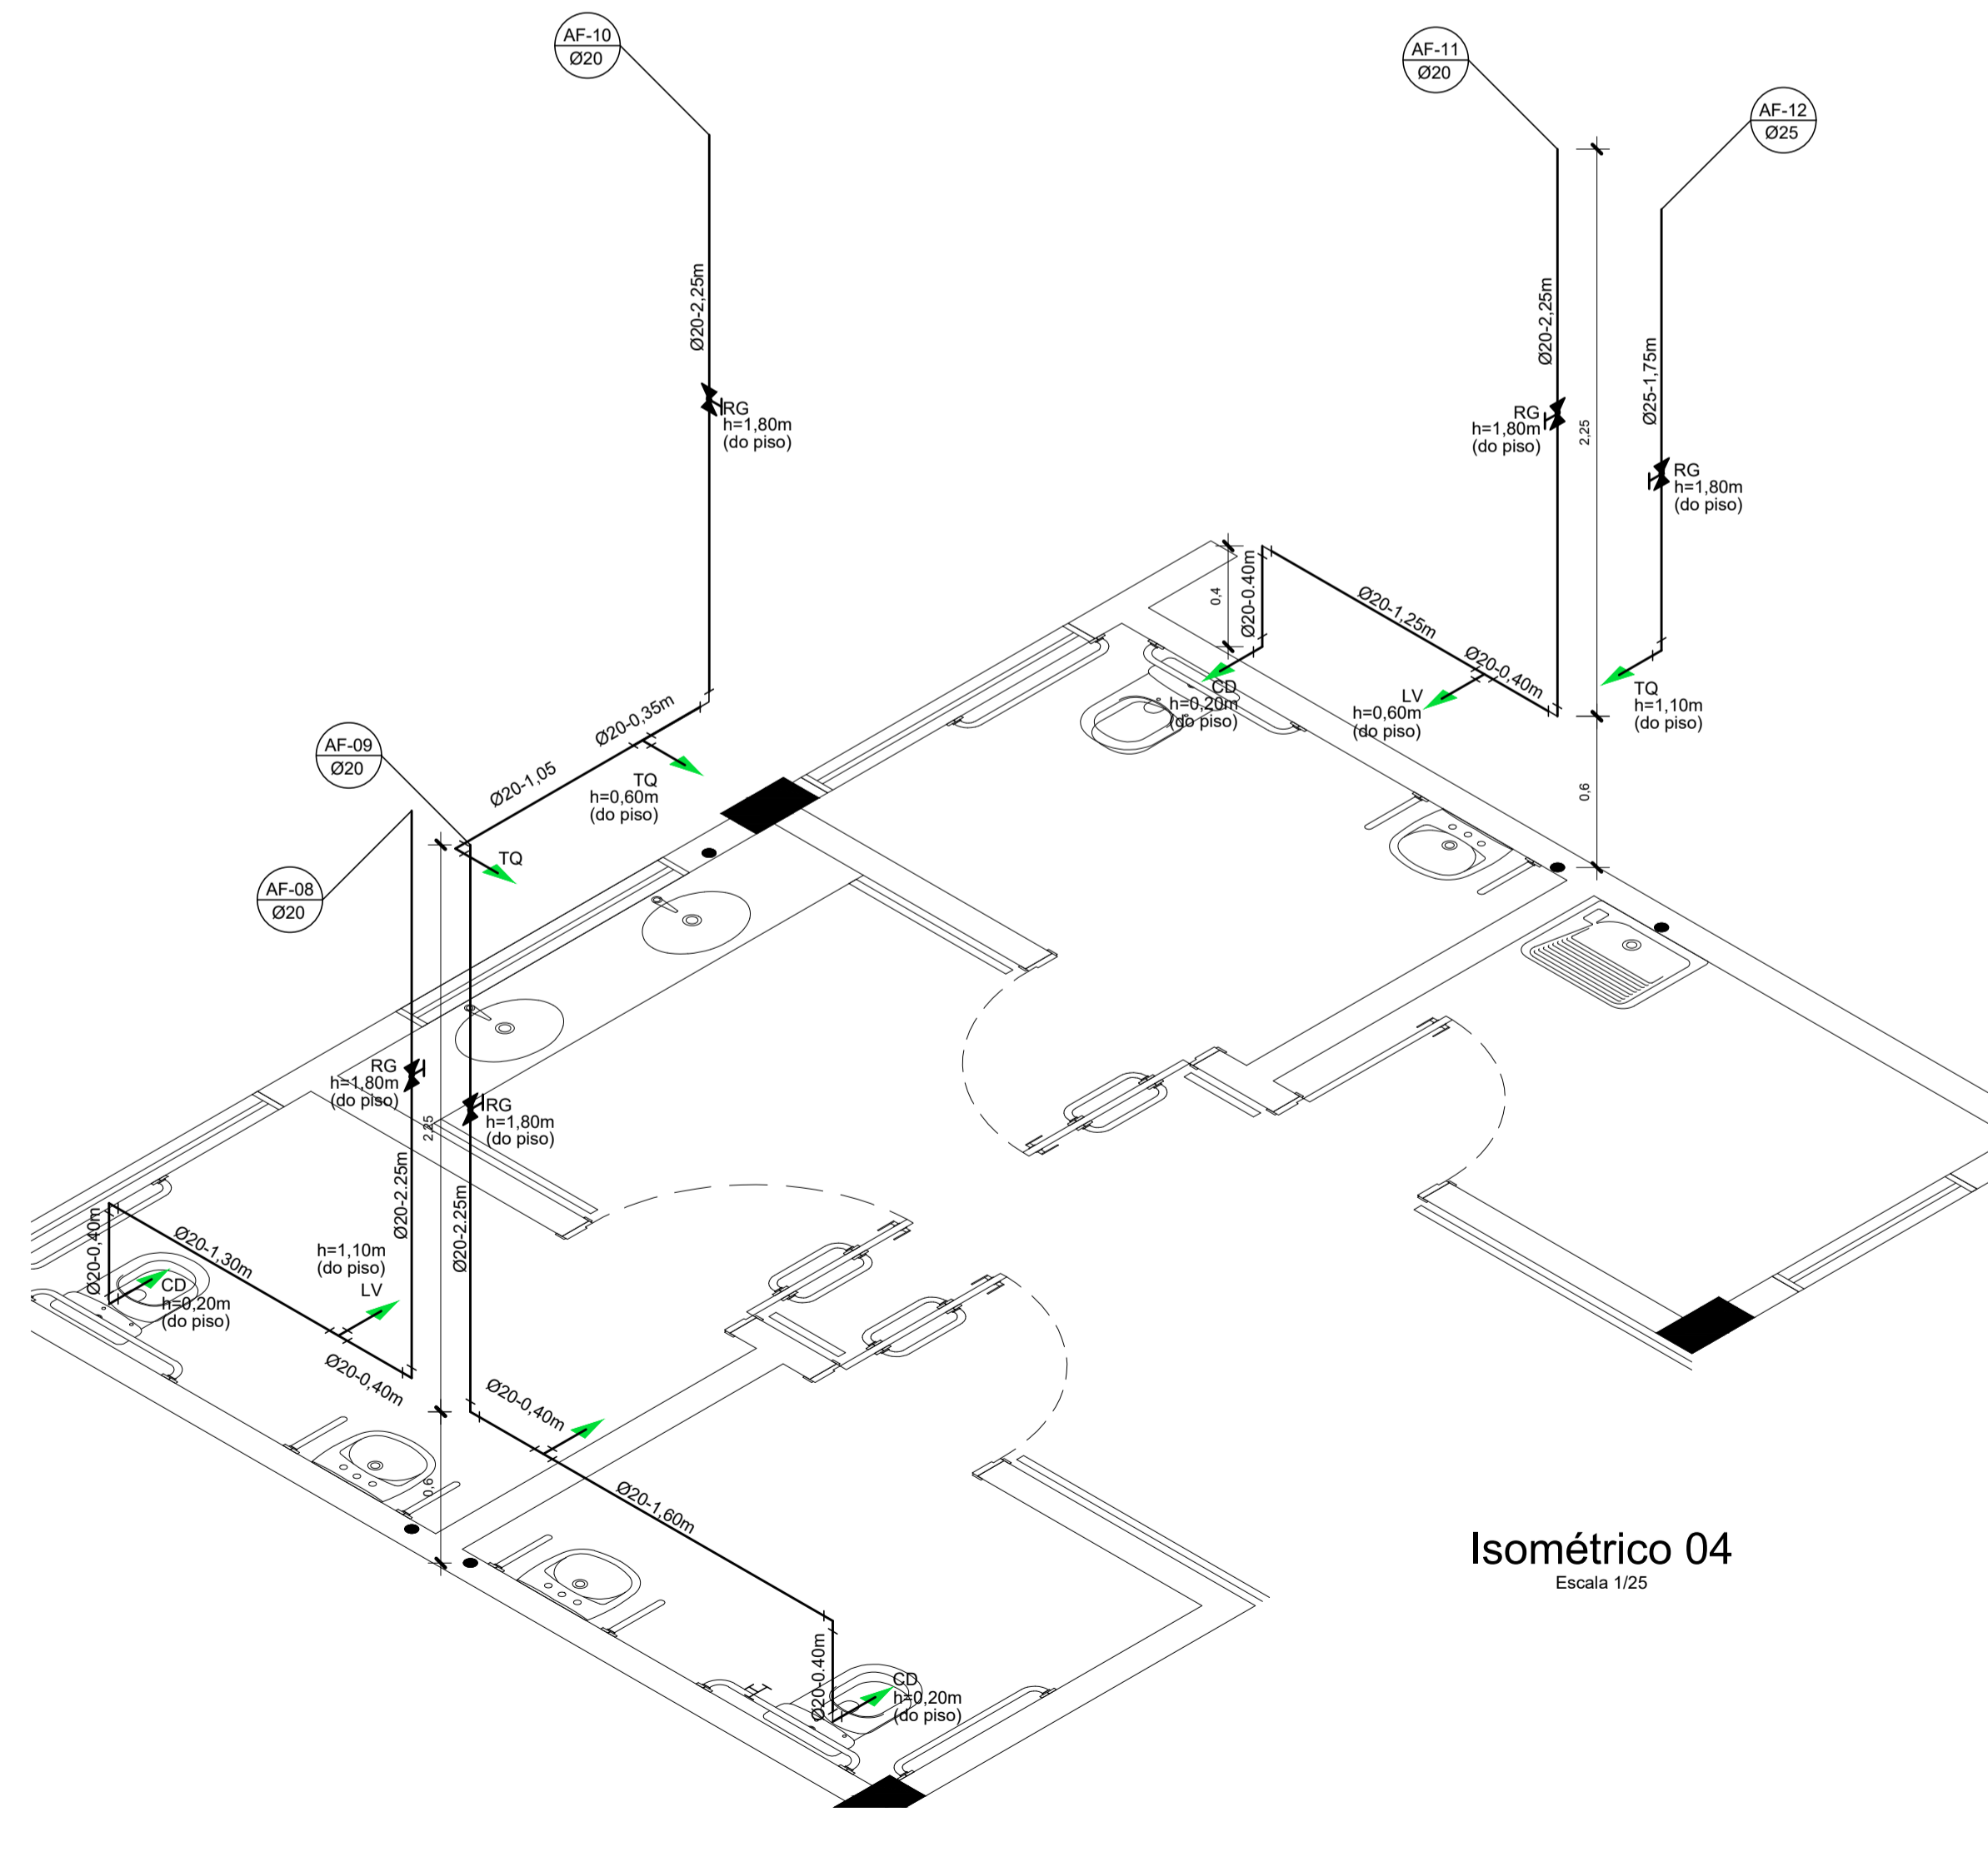 AF-10
Ø20
AF-11
Ø20
AF-12
Ø25
Ø20-2,25m
RG
h=1,80m
(do piso)
Ø20-2,25m
RG
h=1,80m
(do piso)
2,25
Ø25-1,75m
RG
h=1,80m
(do piso)
0,4
Ø20-0.40m
Ø20-1,25m
Ø20-0,40m
CD
h=0,20m
(do piso)
LV
h=0,60m
(do piso)
TQ
h=1,10m
(do piso)
0,6
Ø20-0,35m
Ø20-1,05
TQ
h=0,60m
(do piso)
AF-09
Ø20
TQ
AF-08
Ø20
RG
h=1,80m
(do piso)
2,25
RG
h=1,80m
(do piso)
Ø20-2.25m
Ø20-2.25m
Ø20-0,40m
Ø20-1,30m
h=1,10m
(do piso)
LV
CD
h=0,20m
(do piso)
Ø20-0,40m
Ø20-0,40m
0,6
Ø20-1,60m
Ø20-0.40m
CD
h=0,20m
(do piso)
Isométrico 04
Escala 1/25